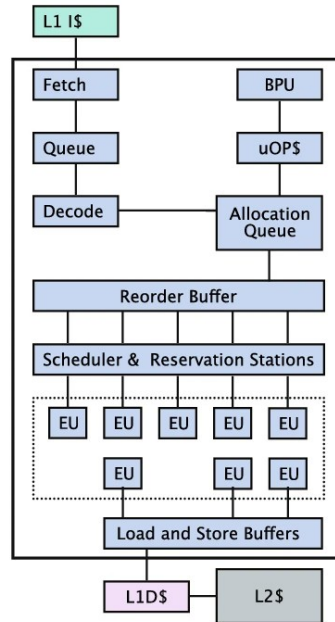 L1 I$
Fetch
BPU
Queue
uOP$
Decode
Allocation
Queue
Reorder Buffer
Scheduler & Reservation Stations
EU
EU
EU
EU
EU
EU
EU
EU
Load and Store Buffers
L1D$
L2$